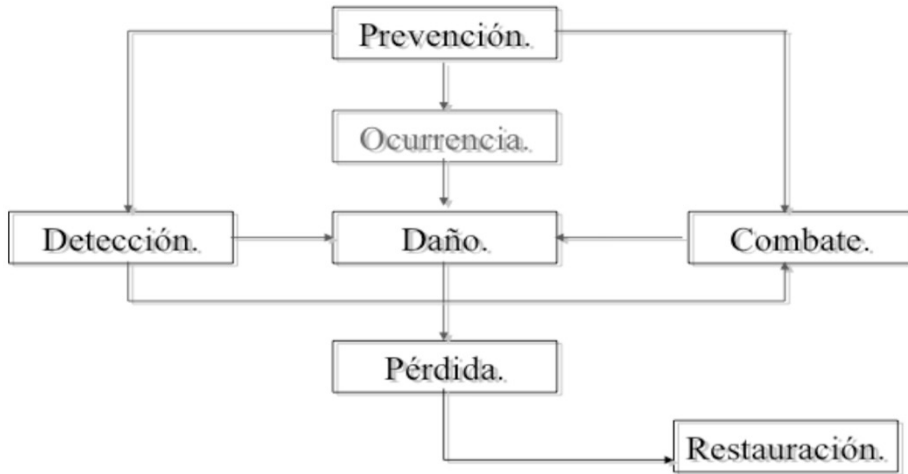 Prevención.
Ocurrencia.
Detección.
Daño.
Combate.
Pérdida.
Restauración.